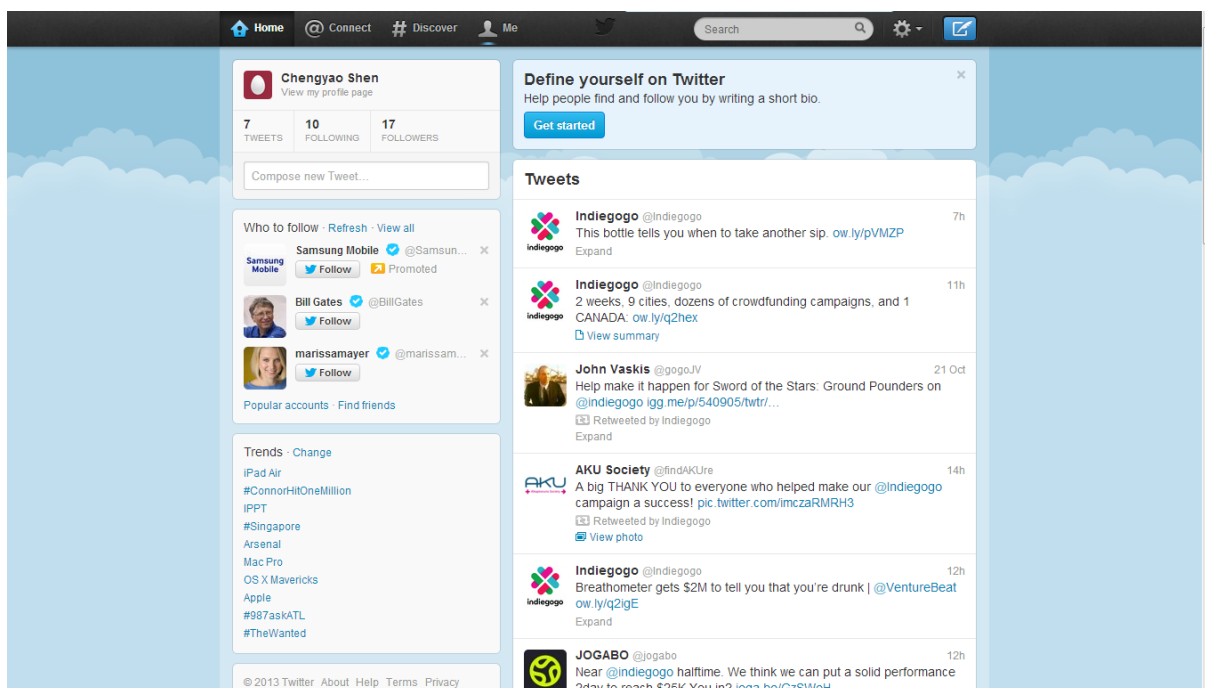 Home Connect Discover Me Search
Chengyao Shen
View my profile page
7 10 17
TWEETS FOLLOWING FOLLOWERS
Compose new Tweet...
Who to follow · Refresh · View all
Samsung Mobile
Samsung Mobile @Samsun...
Follow Promoted
Bill Gates @BillGates
Follow
marissamayer @marissam...
Follow
Popular accounts · Find friends
Trends · Change
iPad Air
#ConnorHitOneMillion
IPPT
#Singapore
Arsenal
Mac Pro
OS X Mavericks
Apple
#987askATL
#TheWanted
© 2013 Twitter About Help Terms Privacy
Define yourself on Twitter
Help people find and follow you by writing a short bio.
Get started
Tweets
indiegogo
Indiegogo @Indiegogo 7h
This bottle tells you when to take another sip. ow.ly/pVMZP
Expand
indiegogo
Indiegogo @Indiegogo 11h
2 weeks, 9 cities, dozens of crowdfunding campaigns, and 1
CANADA: ow.ly/q2hex
View summary
John Vaskis @gogoJV 21 Oct
Help make it happen for Sword of the Stars: Ground Pounders on
@indiegogo igg.me/p/540905/twtr/...
Retweeted by Indiegogo
Expand
AKU
AKU Society @findAKUre 14h
A big THANK YOU to everyone who helped make our @Indiegogo
campaign a success! pic.twitter.com/imczaRMRH3
Retweeted by Indiegogo
View photo
indiegogo
Indiegogo @Indiegogo 12h
Breathometer gets $2M to tell you that you're drunk | @VentureBeat
ow.ly/q2igE
Expand
JOGABO @jogabo 12h
Near @indiegogo halftime. We think we can put a solid performance
2day to reach $25K You in?